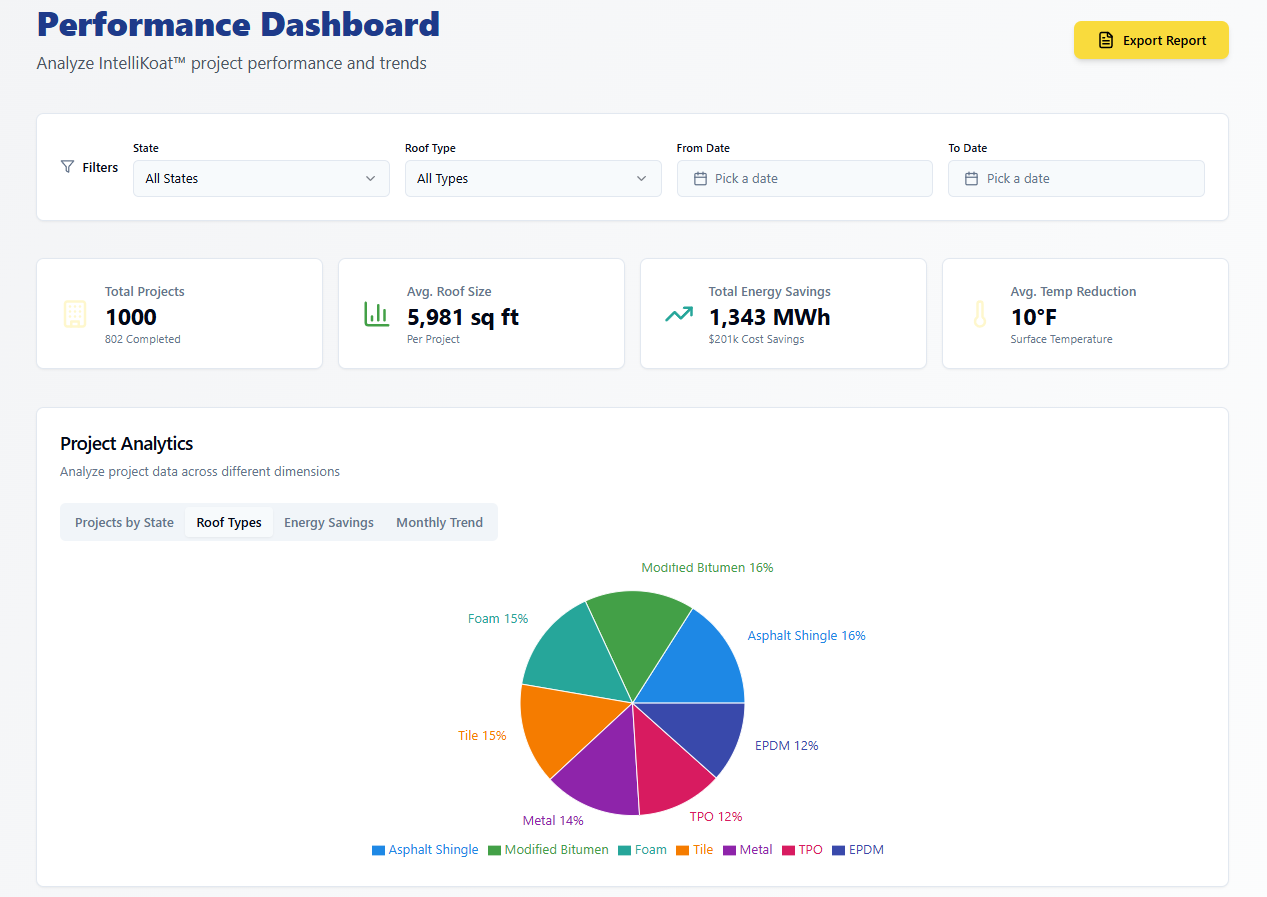 Performance Dashboard
Analyze IntelliKoat™ project performance and trends
Export Report
Filters
State
All States
Roof Type
All Types
From Date
Pick a date
To Date
Pick a date
Total Projects
1000
802 Completed
Avg. Roof Size
5,981 sq ft
Per Project
Total Energy Savings
1,343 MWh
$201k Cost Savings
Avg. Temp Reduction
10°F
Surface Temperature
Project Analytics
Analyze project data across different dimensions
Projects by State
Roof Types
Energy Savings
Monthly Trend
Modified Bitumen 16%
Foam 15%
Asphalt Shingle 16%
Tile 15%
EPDM 12%
Metal 14%
TPO 12%
Asphalt Shingle
Modified Bitumen
Foam
Tile
Metal
TPO
EPDM